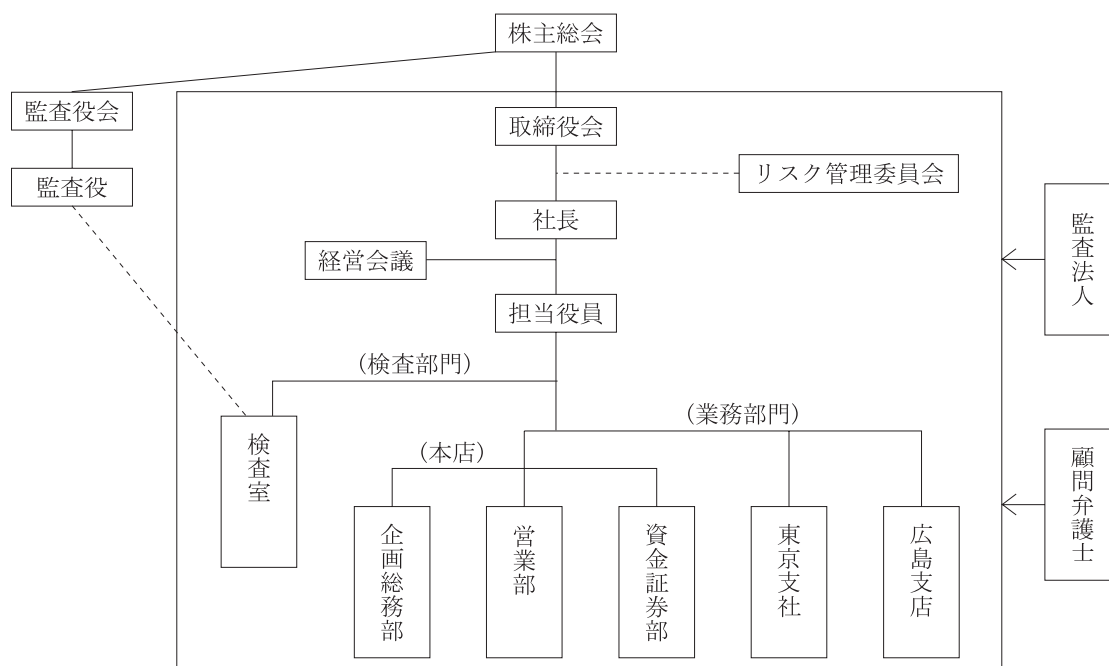 株主総会
監査役会
取締役会
監査役
リスク管理委員会
社長
監査法人
経営会議
担当役員
（検査部門）
（業務部門）
検査室
（本店）
顧問弁護士
企画総務部
営業部
資金証券部
東京支社
広島支店